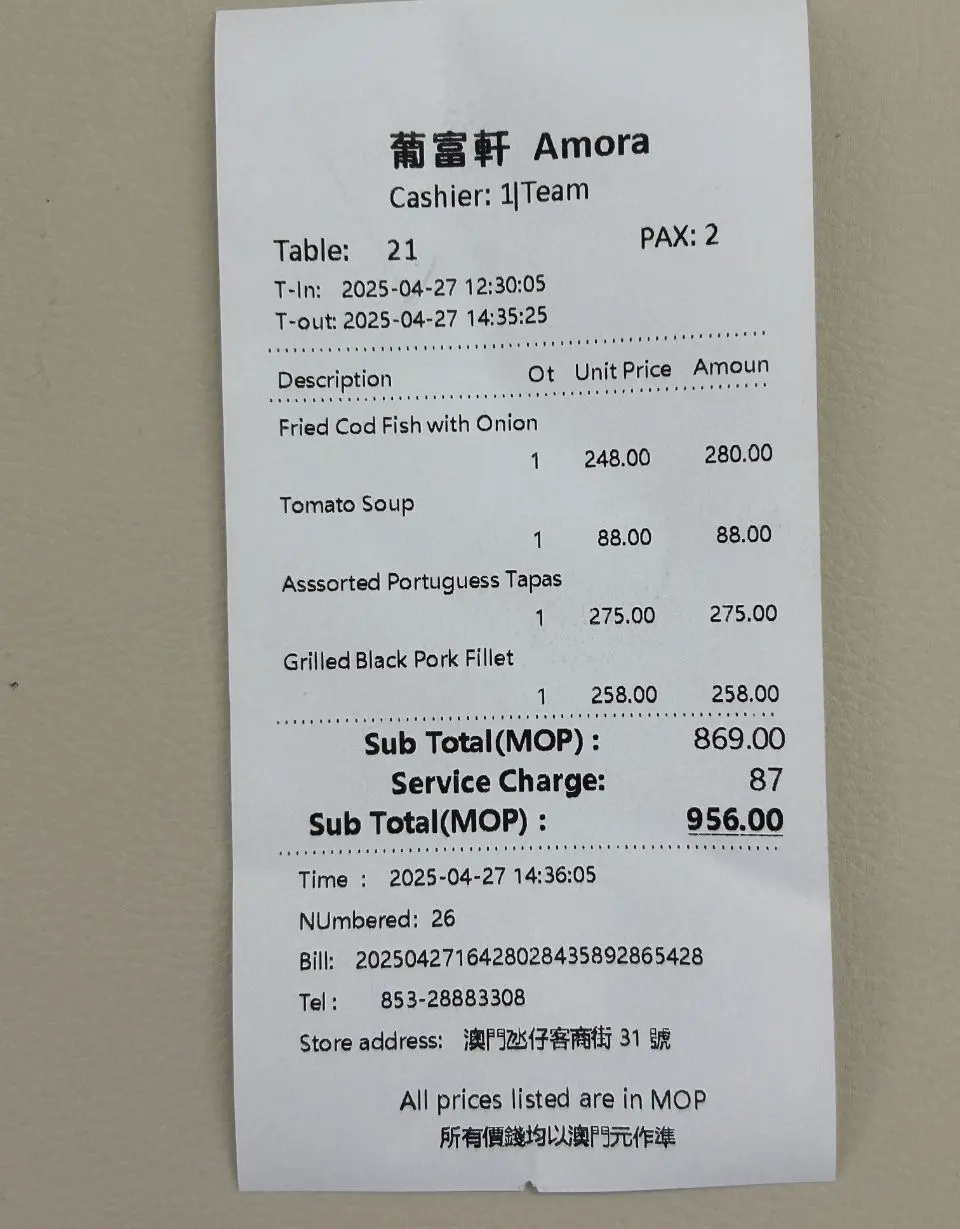 葡富軒 Amora
Cashier: 1|Team
Table: 21 PAX: 2
T-In: 2025-04-27 12:30:05
T-out: 2025-04-27 14:35:25
Description Ot Unit Price Amoun
Fried Cod Fish with Onion
1 248.00 280.00
Tomato Soup
1 88.00 88.00
Asssorted Portuguess Tapas
1 275.00 275.00
Grilled Black Pork Fillet
1 258.00 258.00
Sub Total(MOP) : 869.00
Service Charge: 87
Sub Total(MOP) : 956.00
Time : 2025-04-27 14:36:05
NUmbered: 26
Bill: 2025042716428028435892865428
Tel : 853-28883308
Store address: 澳門氹仔客商街 31 號
All prices listed are in MOP
所有價錢均以澳門元作準